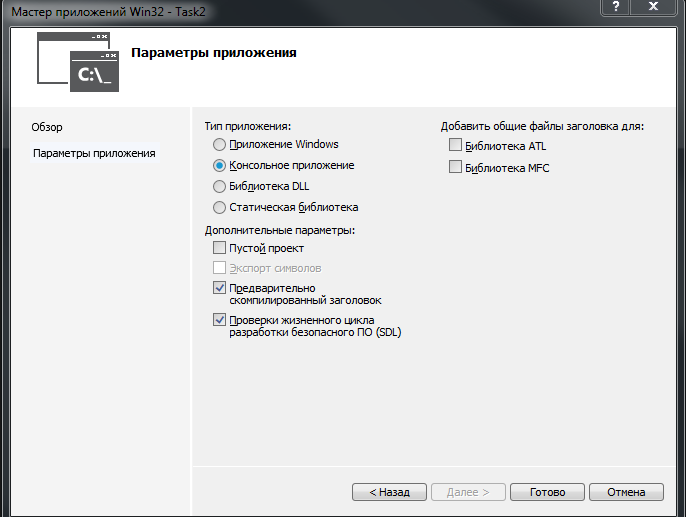 Мастер приложений Win32 - Task2
?
X
C:\_
Параметры приложения
Обзор
Параметры приложения
Тип приложения:
Приложение Windows
Консольное приложение
Библиотека DLL
Статическая библиотека
Дополнительные параметры:
Пустой проект
Экспорт символов
Предварительно
скомпилированный заголовок
Проверки жизненного цикла
разработки безопасного ПО (SDL)
Добавить общие файлы заголовка для:
Библиотека ATL
Библиотека MFC
< Назад
Далее >
Готово
Отмена